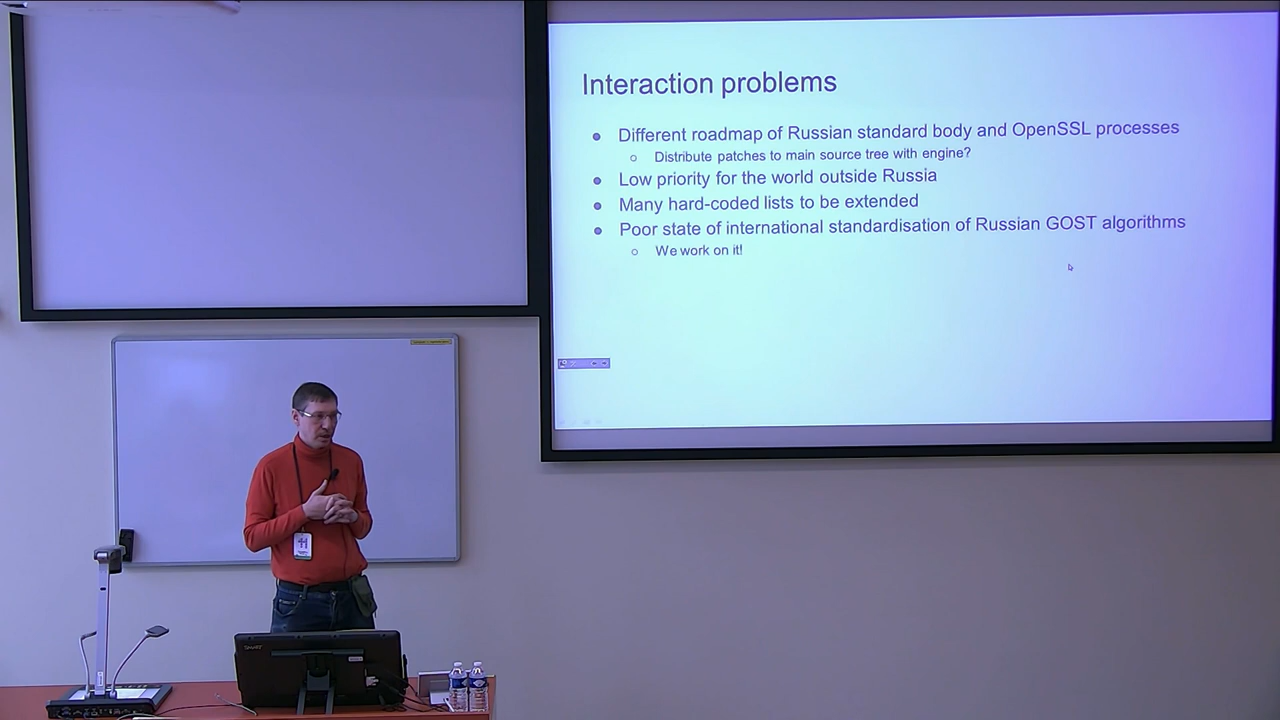 Interaction problems
Different roadmap of Russian standard body and OpenSSL processes
Distribute patches to main source tree with engine?
Low priority for the world outside Russia
Many hard-coded lists to be extended
Poor state of international standardisation of Russian GOST algorithms
We work on it!